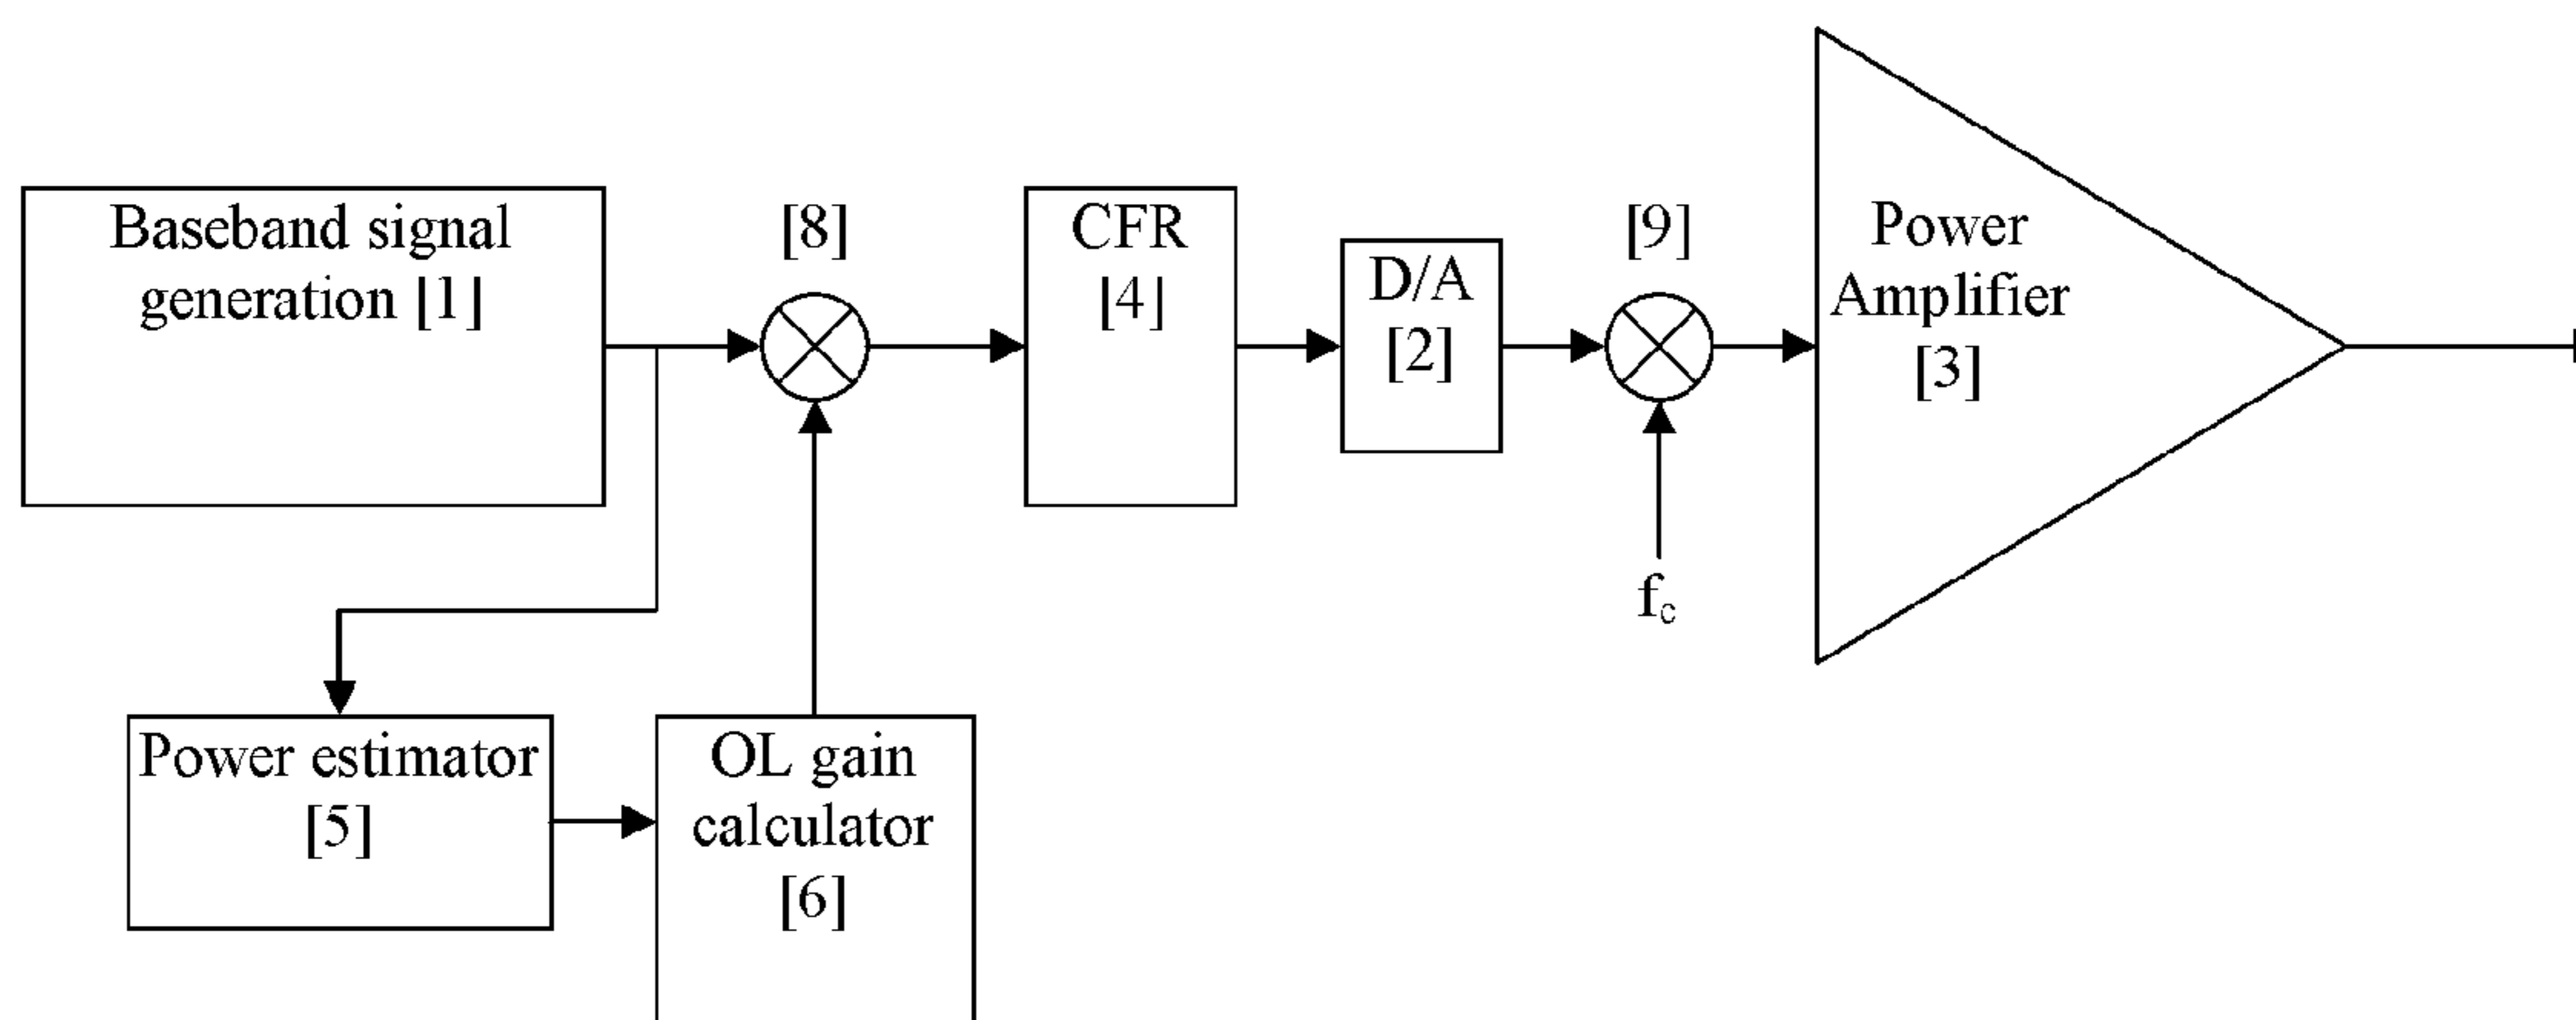 Baseband signal
generation [1]
[8]
CFR
[4]
D/A
[2]
[9]
f_c
Power
Amplifier
[3]
Power estimator
[5]
OL gain
calculator
[6]